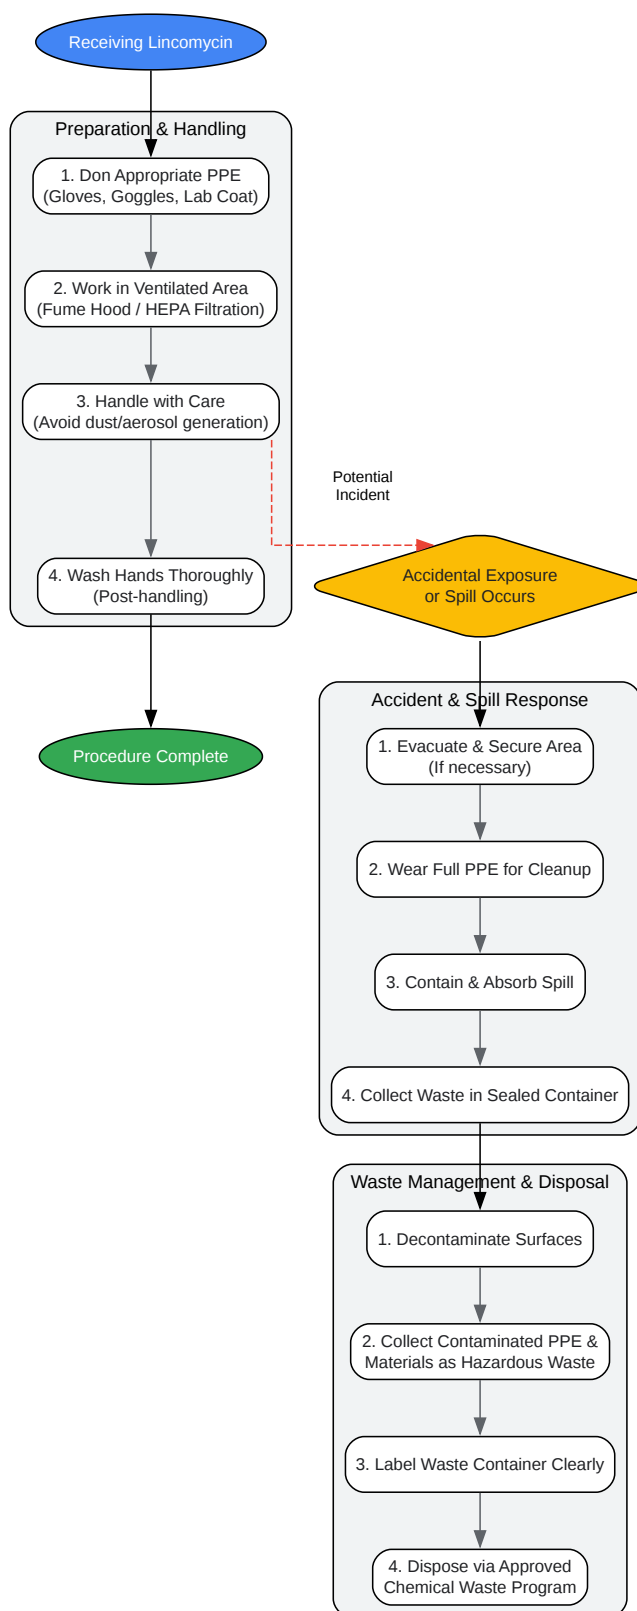 Receiving Lincomycin
Preparation & Handling
1. Don Appropriate PPE
(Gloves, Goggles, Lab Coat)
2. Work in Ventilated Area
(Fume Hood / HEPA Filtration)
3. Handle with Care
(Avoid dust/aerosol generation)
4. Wash Hands Thoroughly
(Post-handling)
Procedure Complete
Potential
Incident
Accidental Exposure
or Spill Occurs
Accident & Spill Response
1. Evacuate & Secure Area
(If necessary)
2. Wear Full PPE for Cleanup
3. Contain & Absorb Spill
4. Collect Waste in Sealed Container
Waste Management & Disposal
1. Decontaminate Surfaces
2. Collect Contaminated PPE &
Materials as Hazardous Waste
3. Label Waste Container Clearly
4. Dispose via Approved
Chemical Waste Program